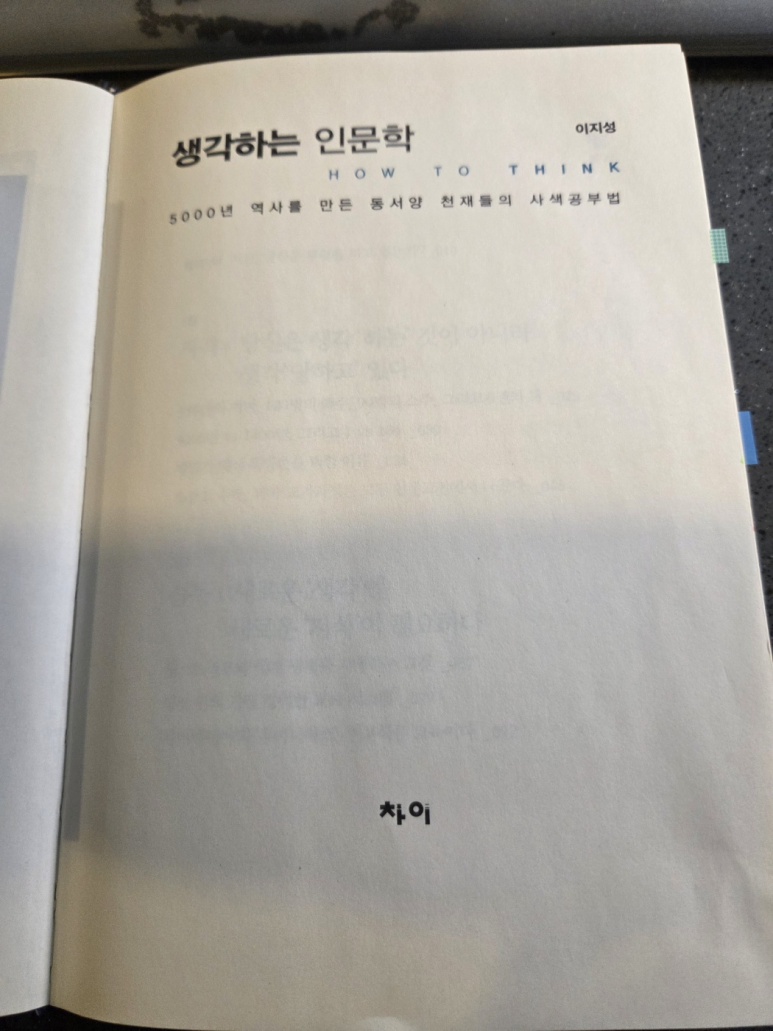 생각하는 인문학
이지성
HOW TO THINK
5000년 역사를 만든 동서양 천재들의 사색공부법
차이